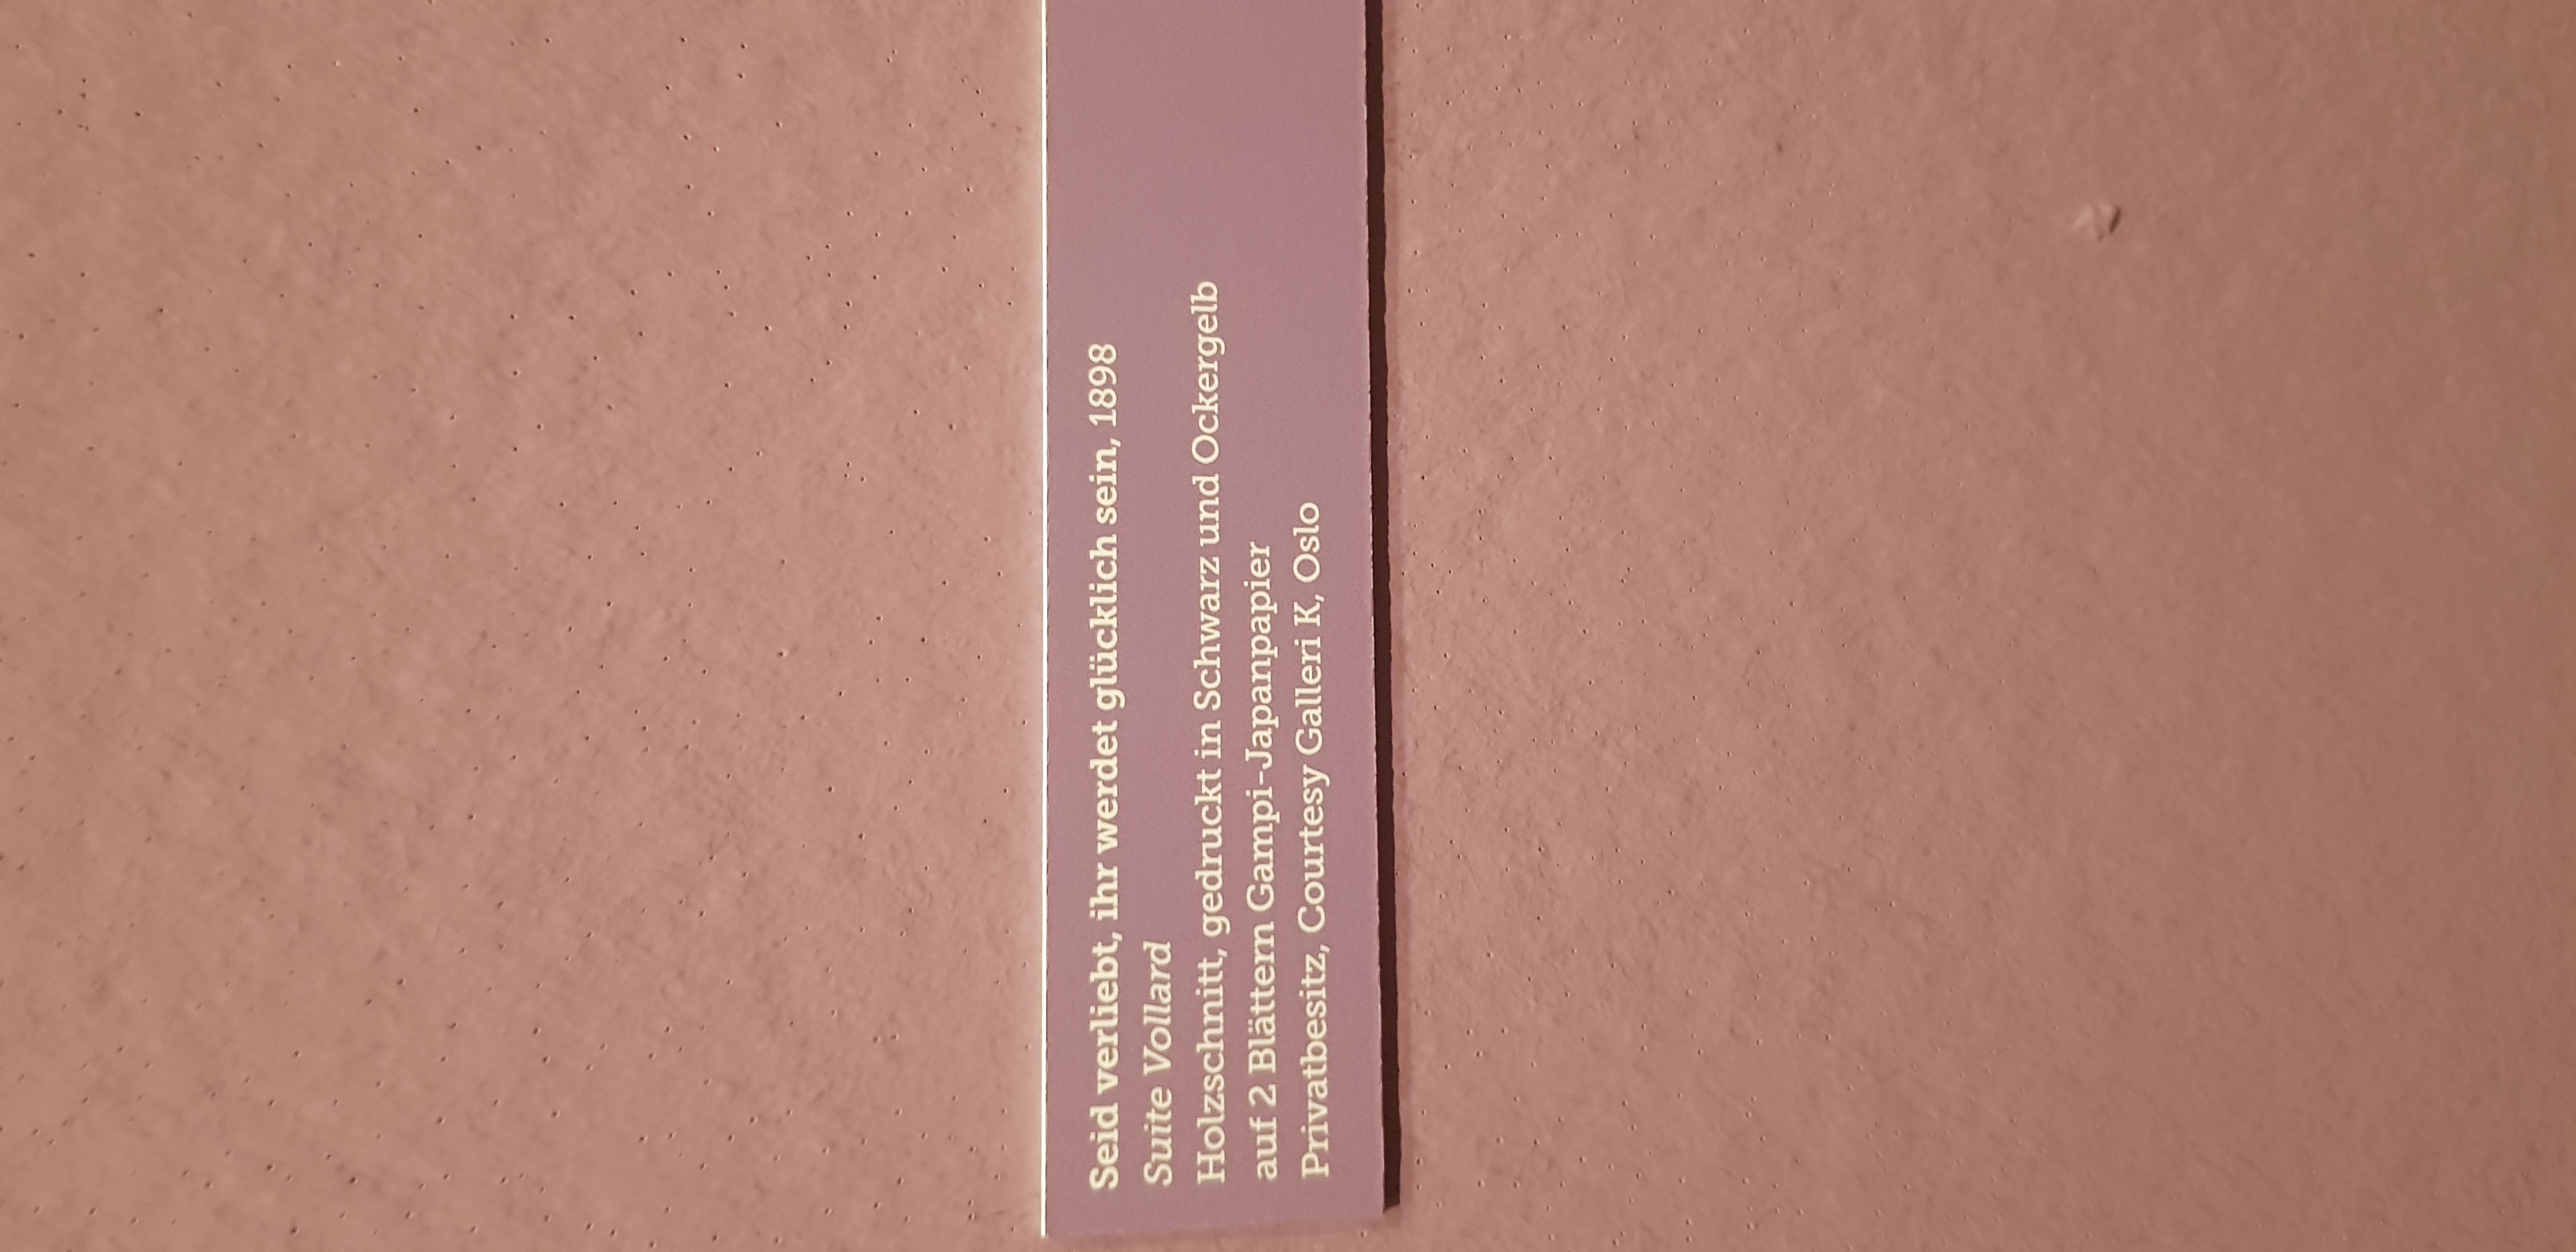 Seid verliebt, ihr werdet glücklich sein, 1898
Suite Vollard
Holzschnitt, gedruckt in Schwarz und Ockergelb
auf 2 Blättern Gampi-Japanpapier
Privatbesitz, Courtesy Galleri K, Oslo